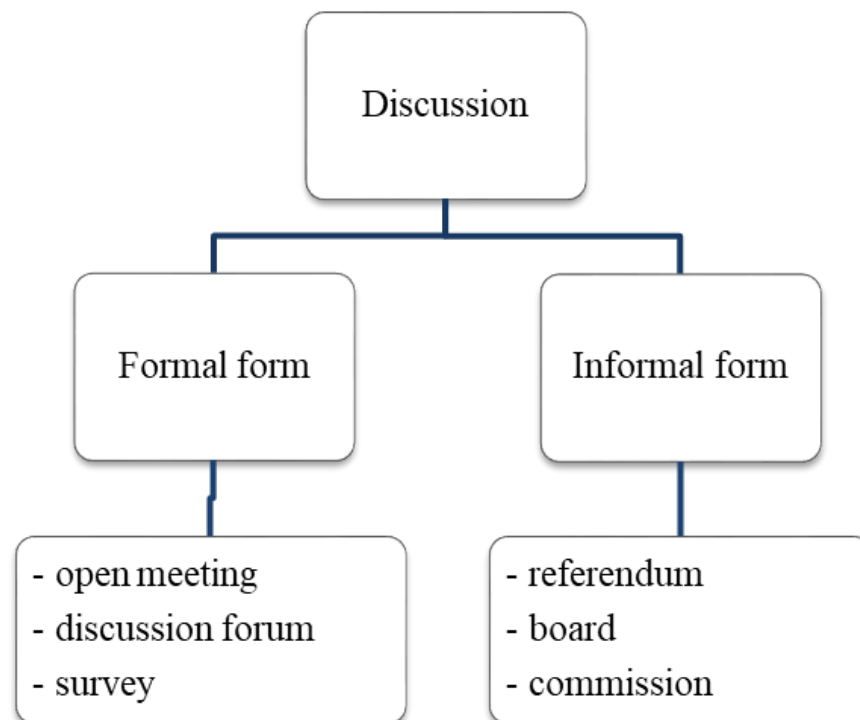 Discussion
Formal form
Informal form
- open meeting
- discussion forum
- survey
- referendum
- board
- commission